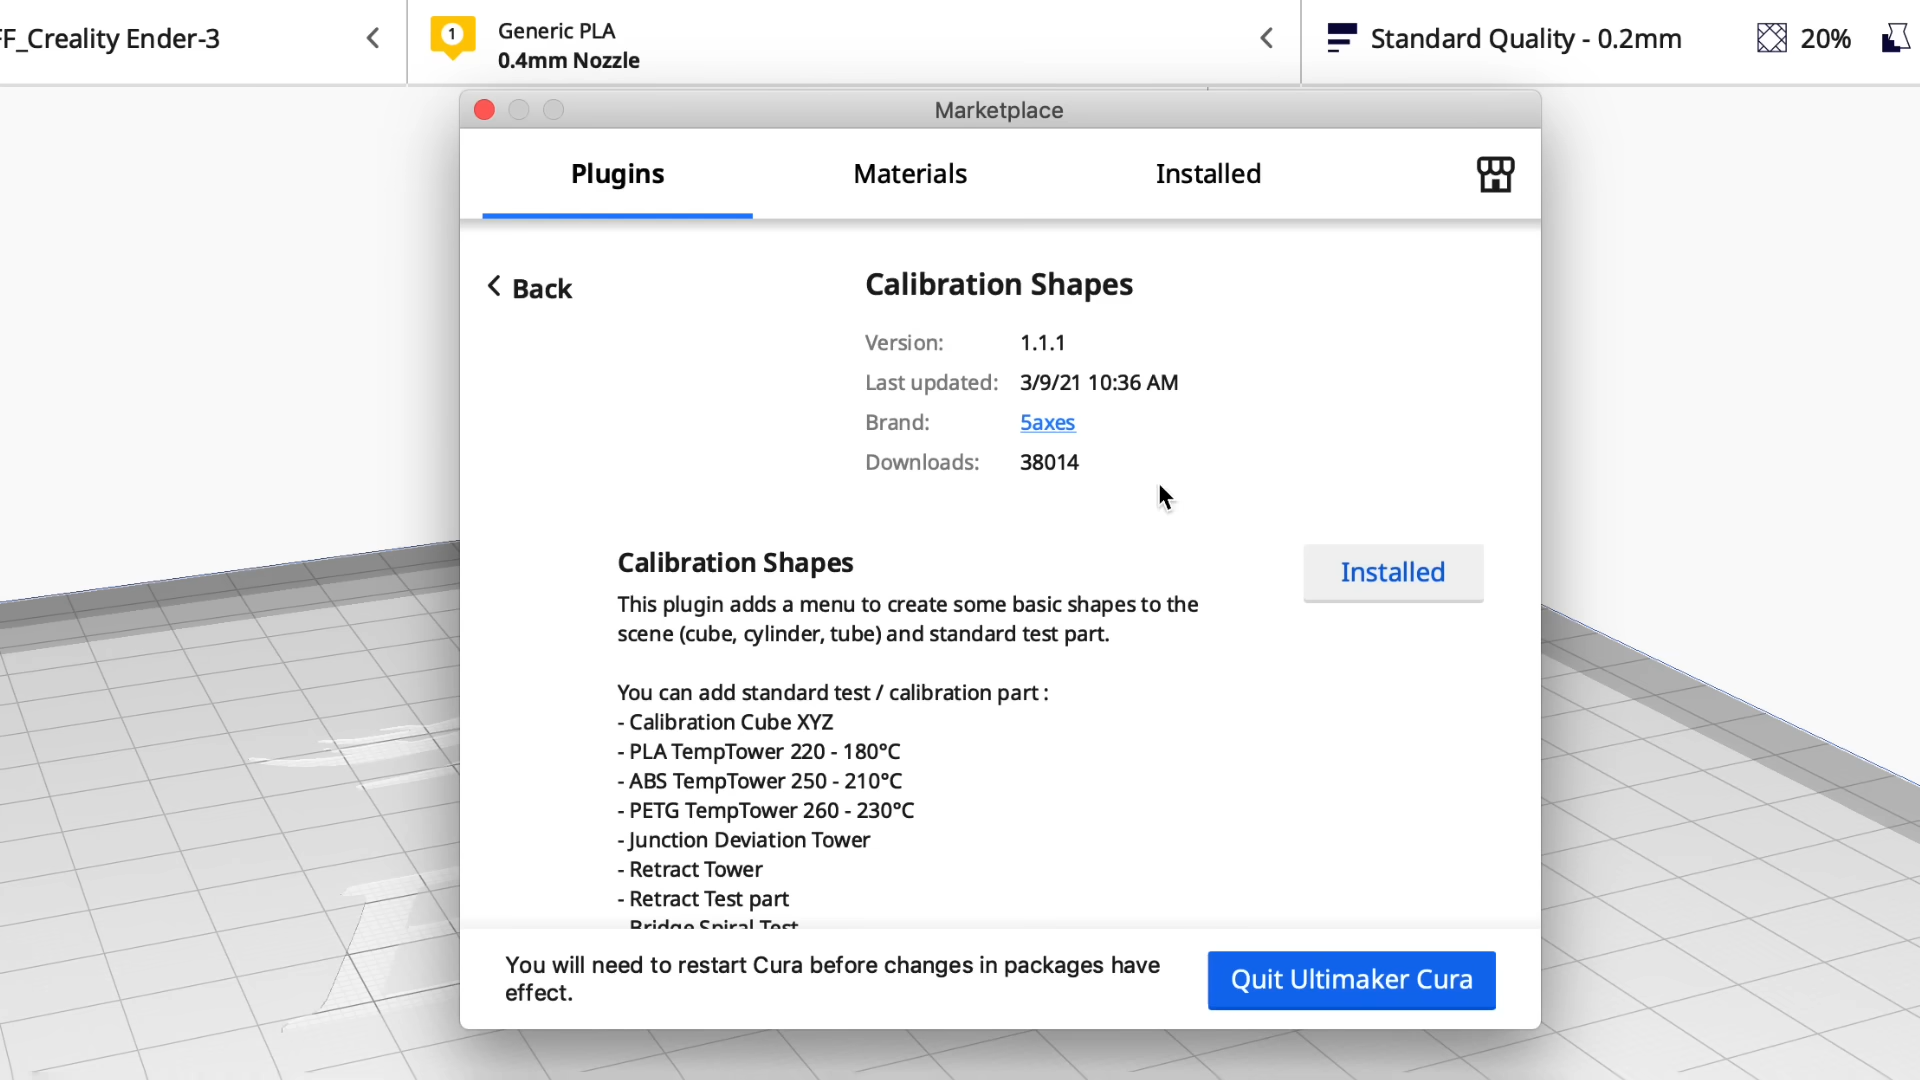 FF_Creality Ender-3
1
Generic PLA
0.4mm Nozzle
Standard Quality - 0.2mm
20%
Marketplace
Plugins
Materials
Installed
Back
Calibration Shapes
Version: 1.1.1
Last updated: 3/9/21 10:36 AM
Brand: 5axes
Downloads: 38014
Calibration Shapes
Installed
This plugin adds a menu to create some basic shapes to the
scene (cube, cylinder, tube) and standard test part.
You can add standard test / calibration part :
- Calibration Cube XYZ
- PLA TempTower 220 - 180°C
- ABS TempTower 250 - 210°C
- PETG TempTower 260 - 230°C
- Junction Deviation Tower
- Retract Tower
- Retract Test part
Bridge Spiral Test
You will need to restart Cura before changes in packages have
effect.
Quit Ultimaker Cura